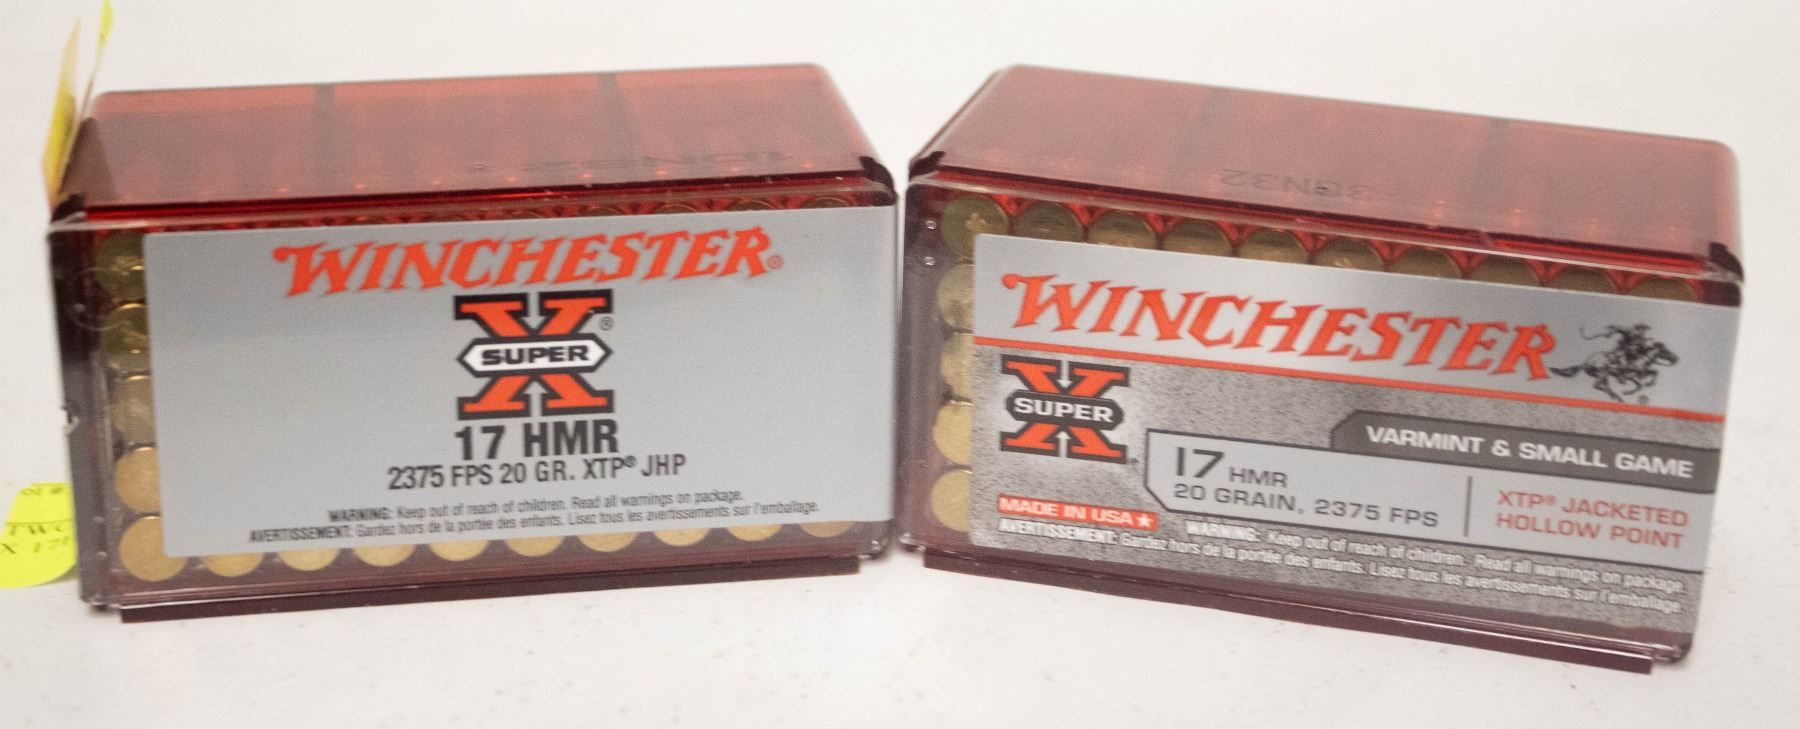 WINCHESTER®
X®
SUPER
17 HMR
2375 FPS 20 GR. XTP® JHP
WARNING: Keep out of reach of children. Read all warnings on package.
AVERTISSEMENT: Gardez hors de la portée des enfants. Lisez tous les avertissements sur l'emballage.
TWO
X 17
WINCHESTER®
X®
SUPER
VARMINT & SMALL GAME
17 HMR
20 GRAIN, 2375 FPS
XTP® JACKETED
HOLLOW POINT
MADE IN USA
WARNING: Keep out of reach of children. Read all warnings on package.
AVERTISSEMENT: Gardez hors de la portée des enfants. Lisez tous les avertissements sur l'emballage.